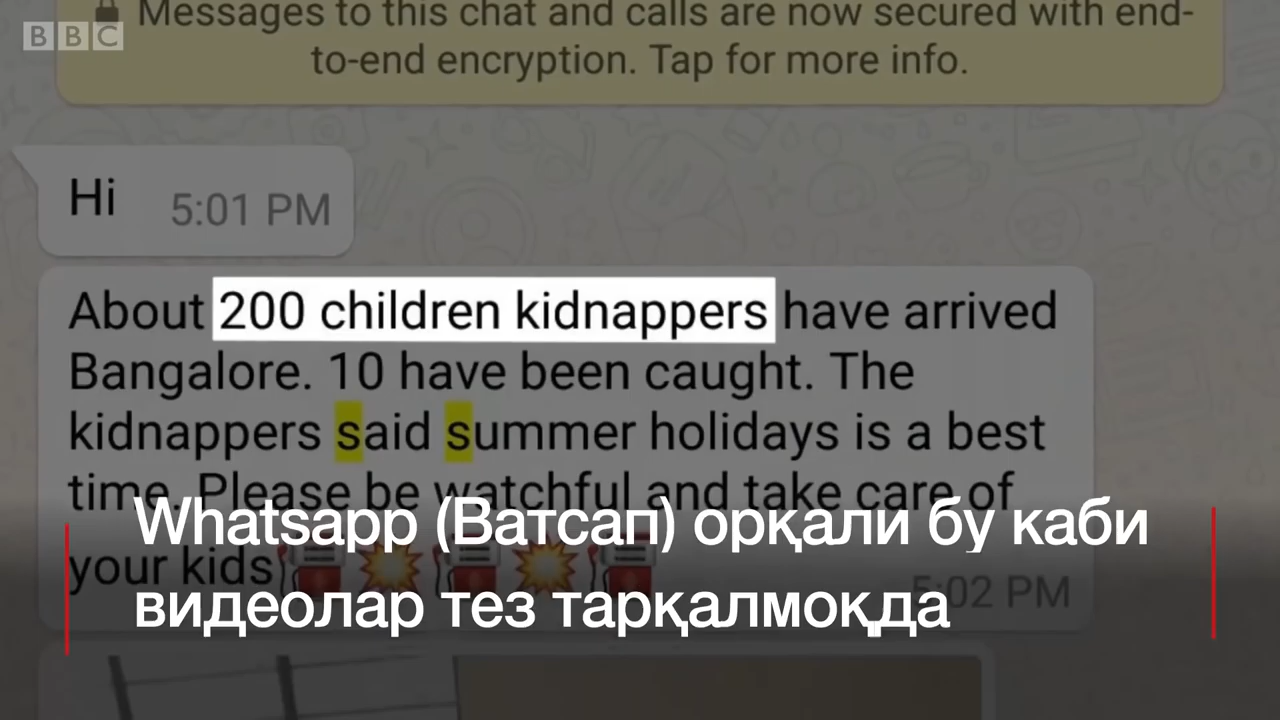 BBC
Messages to this chat and calls are now secured with end-
to-end encryption. Tap for more info.
Hi
5:01 PM
About 200 children kidnappers have arrived
Bangalore. 10 have been caught. The
kidnappers said summer holidays is a best
time. Please be watchful and take care of
your kids
5:02 PM
Whatsapp (Ватсап) орқали бу каби
видеолар тез тарқалмоқда